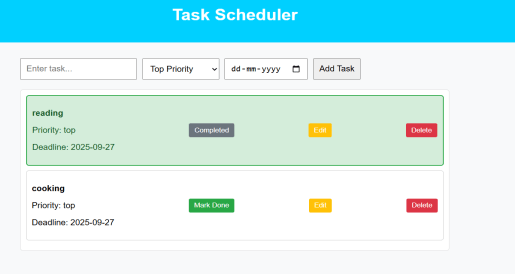 Task Scheduler
Enter task... Top Priority dd-mm-yyyy Add Task
reading
Priority: top Completed Edit Delete
Deadline: 2025-09-27
cooking
Priority: top Mark Done Edit Delete
Deadline: 2025-09-27